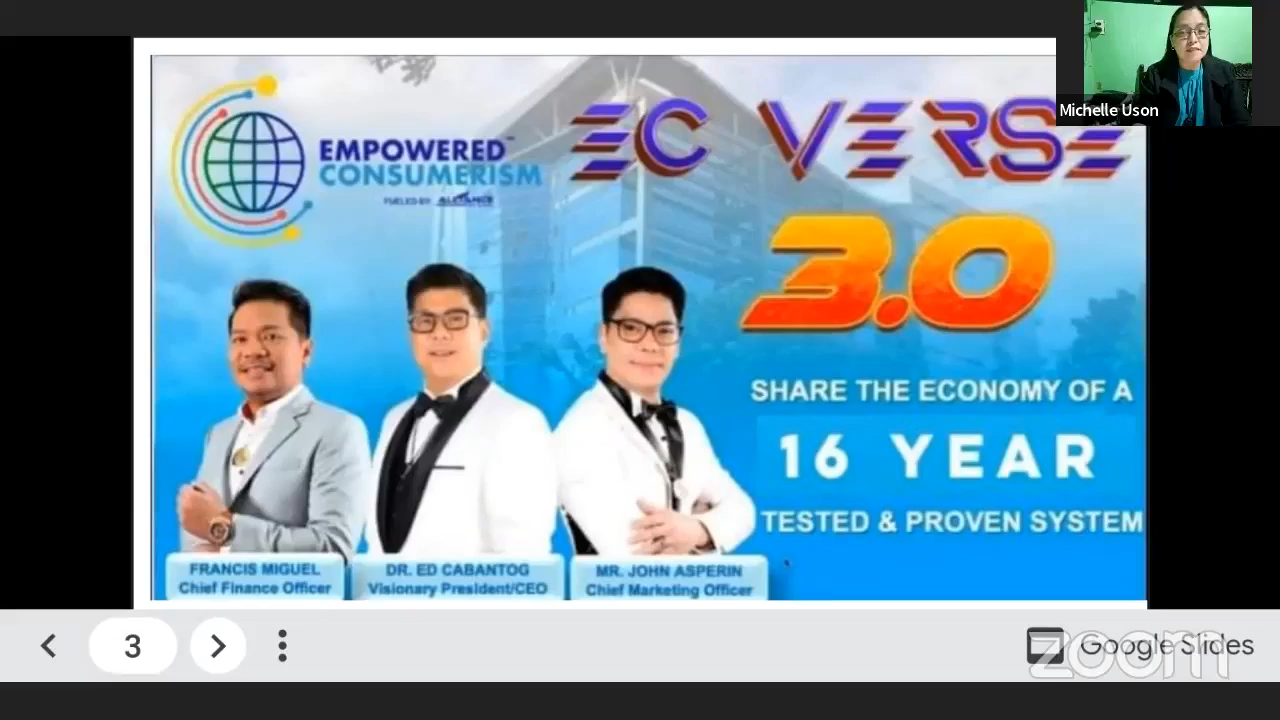 Michelle Uson
EMPOWERED™
CONSUMERISM
FUELED BY ALLIANCE
EC VERSE
3.0
SHARE THE ECONOMY OF A
16 YEAR
TESTED & PROVEN SYSTEM
FRANCIS MIGUEL
Chief Finance Officer
DR. ED CABANTOG
Visionary President/CEO
MR. JOHN ASPERIN
Chief Marketing Officer
3
Google Slides
zoom